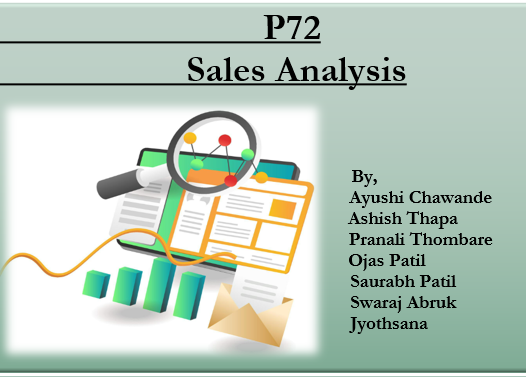 P72
Sales Analysis
By,
Ayushi Chawande
Ashish Thapa
Pranali Thombare
Ojas Patil
Saurabh Patil
Swaraj Abruk
Jyothsana